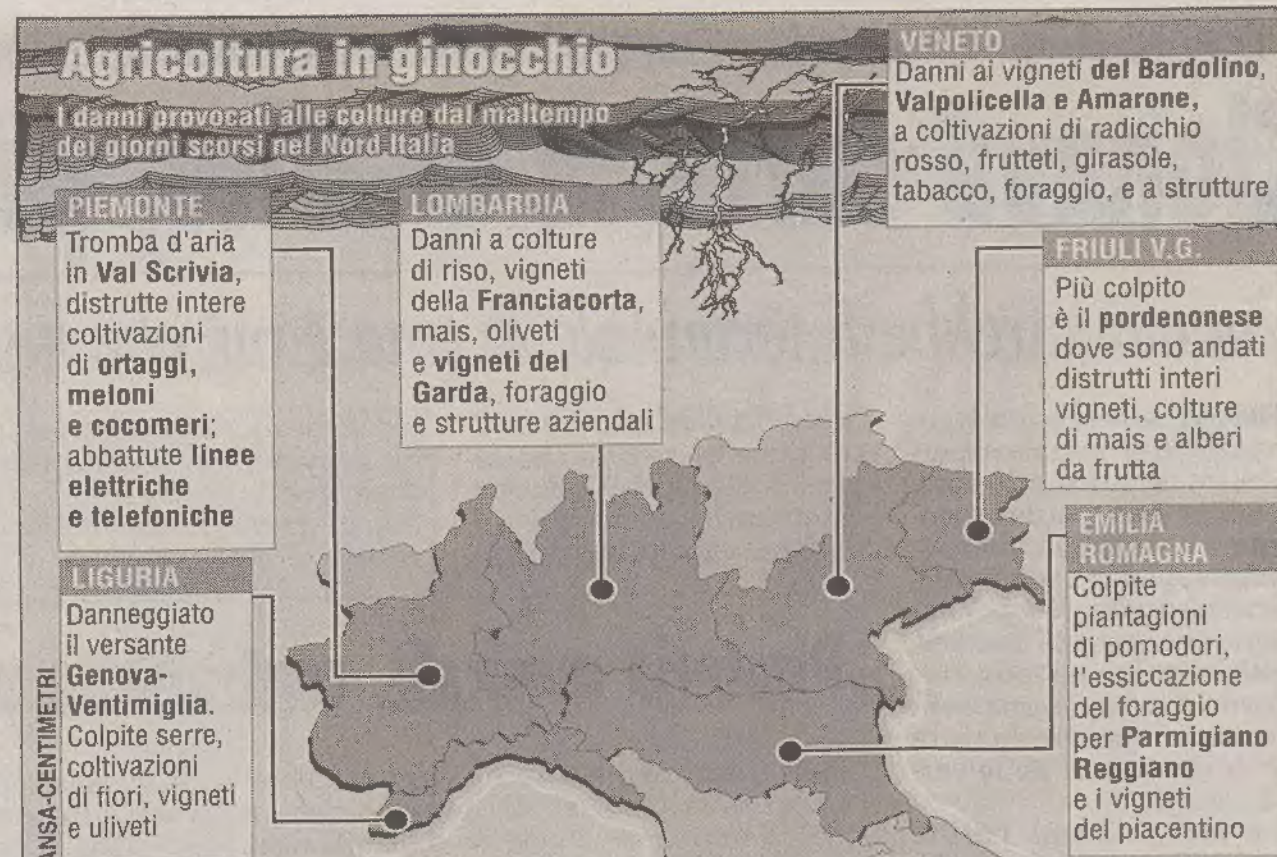 Agricoltura in ginocchio
I danni provocati alle colture dal maltempo
dei giorni scorsi nel Nord Italia
PIEMONTE
Tromba d'aria
in Val Scrivia,
distrutte intere
coltivazioni
di ortaggi,
meloni
e cocomeri;
abbattute linee
elettriche
e telefoniche
LOMBARDIA
Danni a colture
di riso, vigneti
della Franciacorta,
mais, oliveti
e vigneti del
Garda, foraggio
e strutture aziendali
VENETO
Danni ai vigneti del Bardolino,
Valpolicella e Amarone,
a coltivazioni di radicchio
rosso, frutteti, girasole,
tabacco, foraggio, e a strutture
FRIULI V.G.
Più colpito
è il pordenonese
dove sono andati
distrutti interi
vigneti, colture
di mais e alberi
da frutta
LIGURIA
Danneggiato
il versante
Genova-
Ventimiglia.
Colpite serre,
coltivazioni
di fiori, vigneti
e uliveti
EMILIA
ROMAGNA
Colpite
piantagioni
di pomodori,
l'essiccazione
del foraggio
per Parmigiano
Reggiano
e i vigneti
del piacentino
ANSA-CENTIMETRI